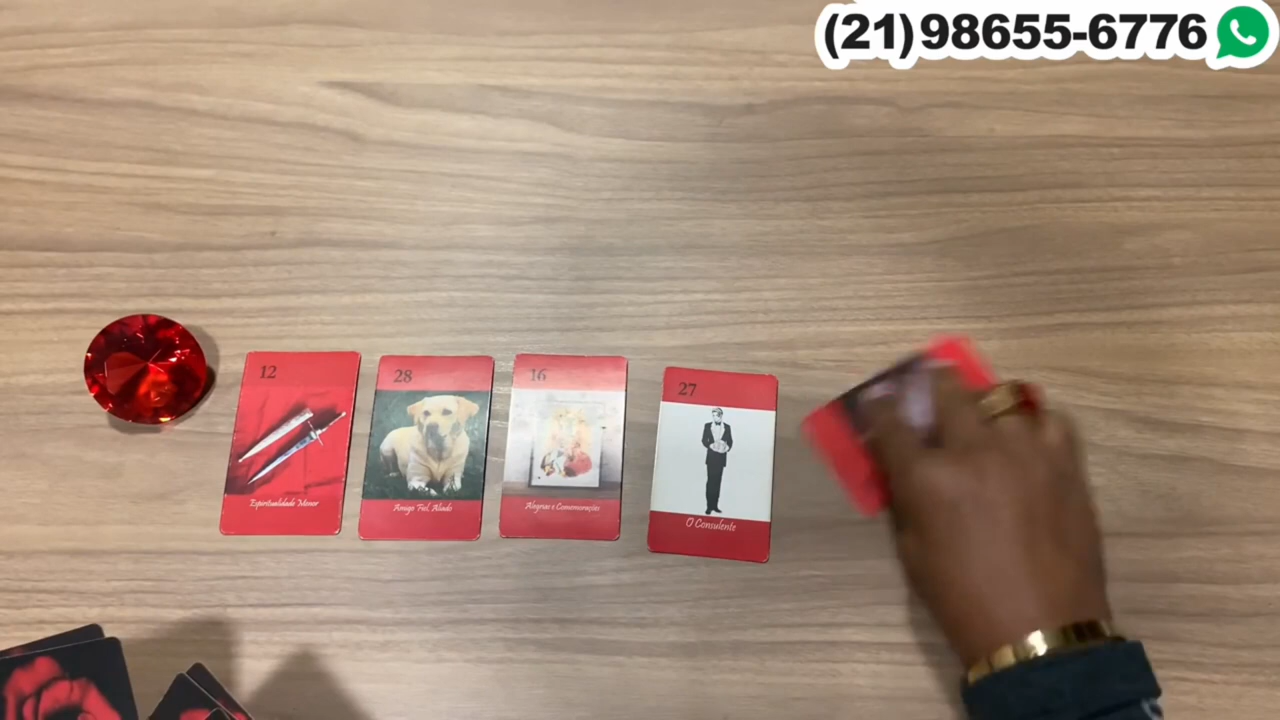 (21)98655-6776
12
Espiritualidade Menor
28
Amigo Fiel, Aliado
16
Alegrias e Comemorações
27
O Consulente